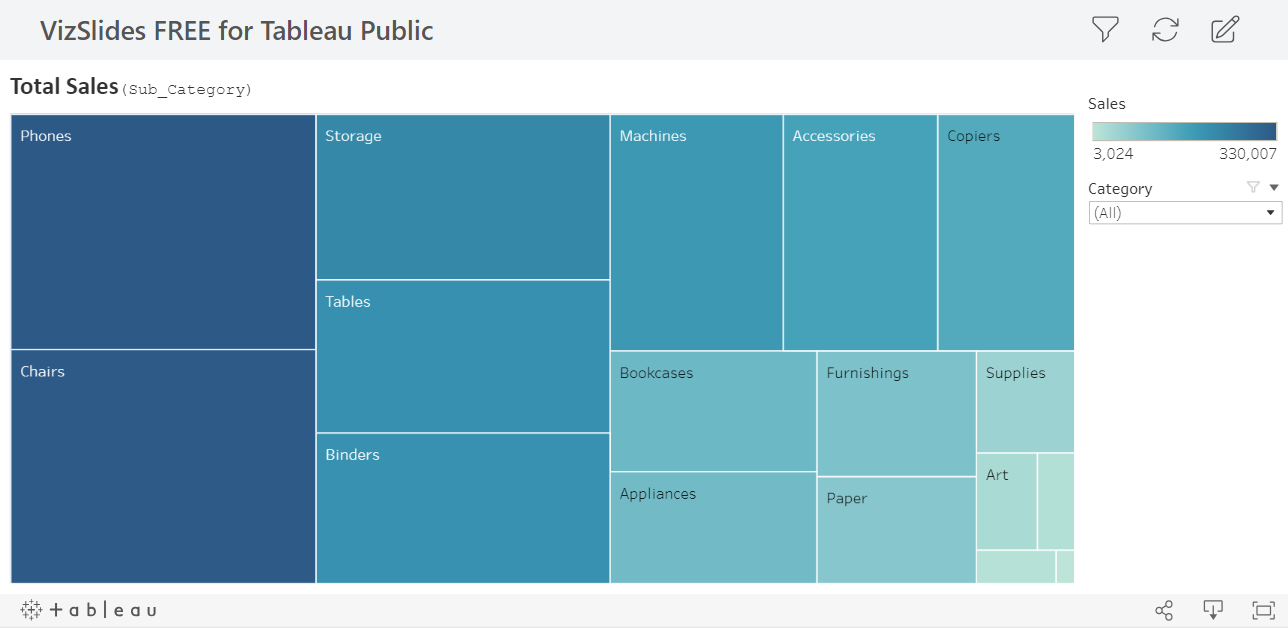 VizSlides FREE for Tableau Public
Total Sales (Sub_Category)
Phones
Storage
Machines
Accessories
Copiers
Tables
Chairs
Bookcases
Furnishings
Supplies
Binders
Art
Appliances
Paper
Sales
3,024 330,007
Category
(All)
+ableau